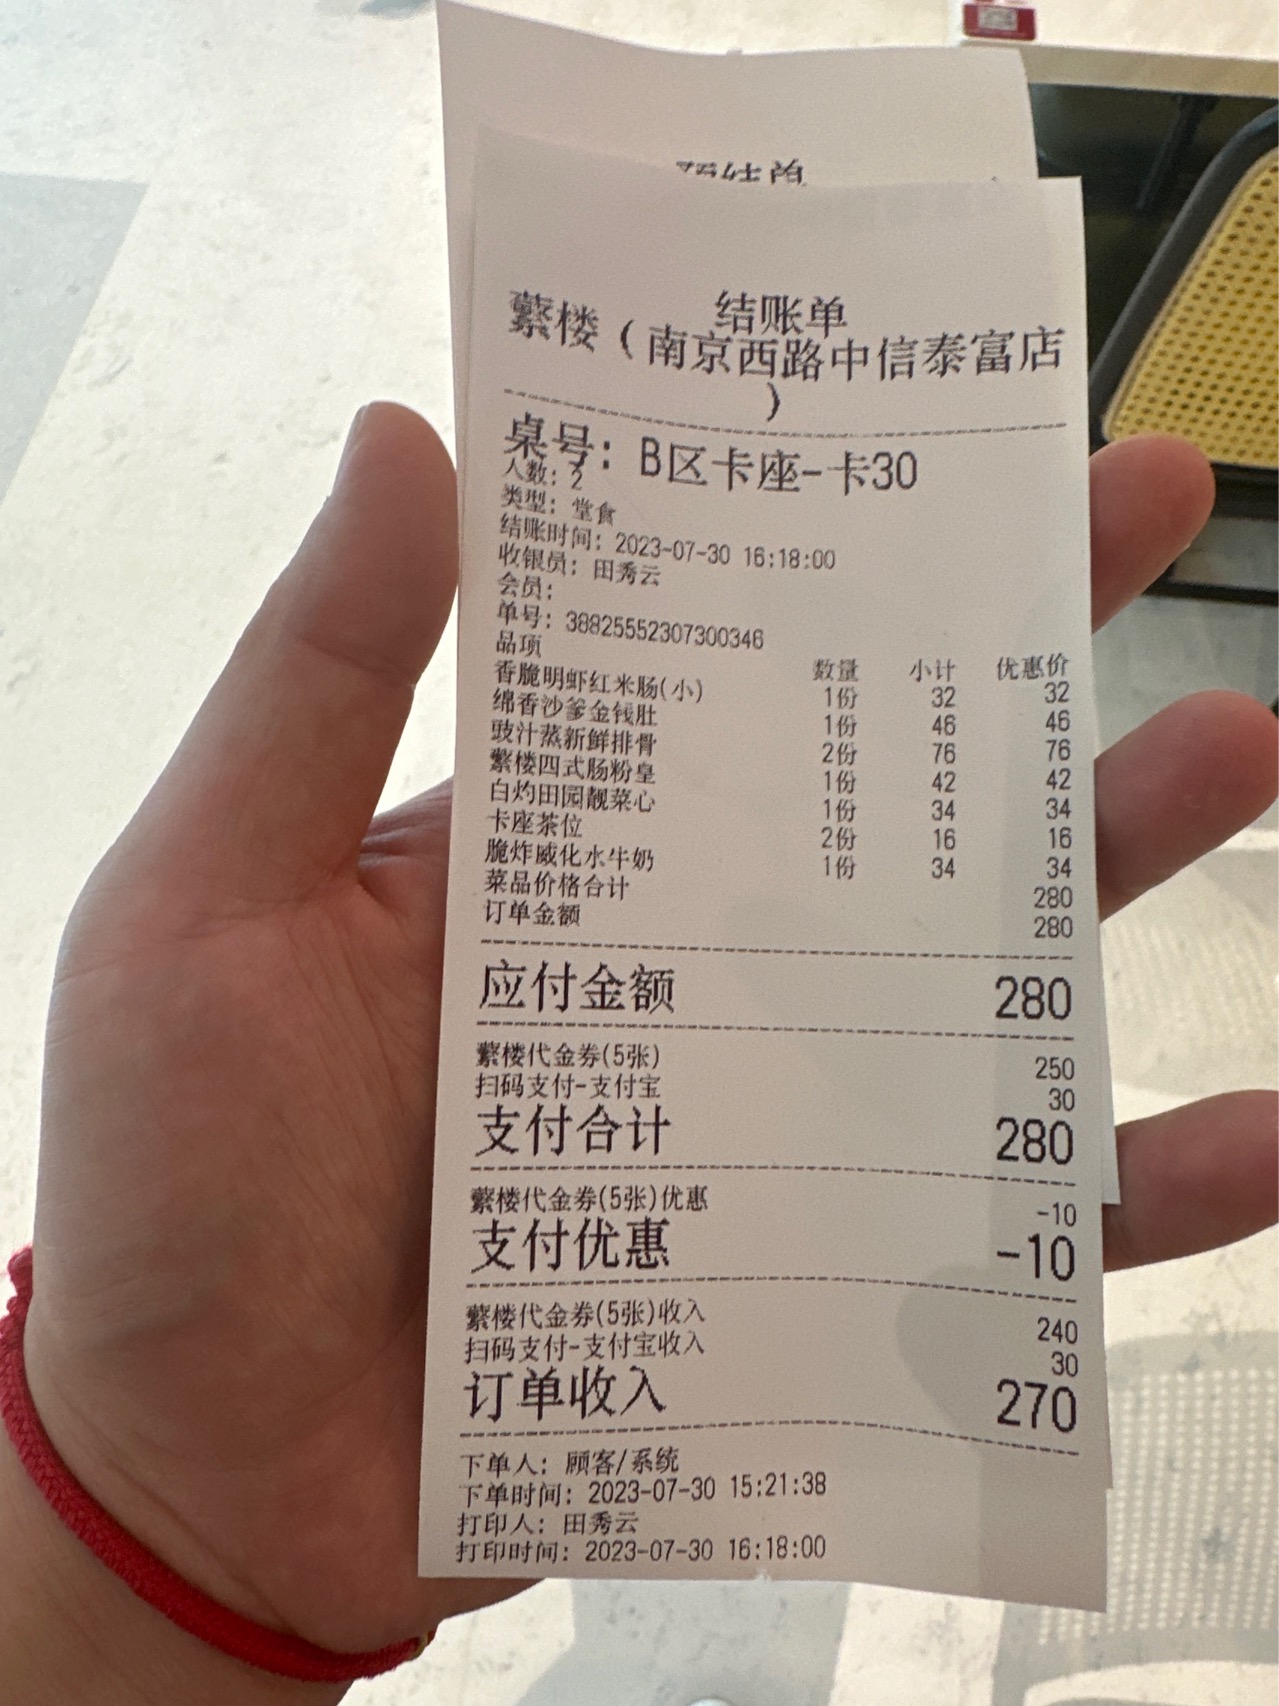 结账单
蘩楼（南京西路中信泰富店
）
桌号：B区卡座-卡30
人数：2
类型：堂食
结账时间：2023-07-30 16:18:00
收银员：田秀云
会员：
单号：388255552307300346
品项 数量 小计 优惠价
香脆明虾红米肠(小) 1份 32 32
绵香沙爹金钱肚 1份 46 46
豉汁蒸新鲜排骨 2份 76 76
蘩楼四式肠粉皇 1份 42 42
白灼田园靓菜心 1份 34 34
卡座茶位 2份 16 16
脆炸威化水牛奶 1份 34 34
菜品价格合计 280
订单金额 280
应付金额 280
蘩楼代金券(5张) 250
扫码支付-支付宝 30
支付合计 280
蘩楼代金券(5张)优惠 -10
支付优惠 -10
蘩楼代金券(5张)收入 240
扫码支付-支付宝收入 30
订单收入 270
下单人：顾客/系统
下单时间：2023-07-30 15:21:38
打印人：田秀云
打印时间：2023-07-30 16:18:00